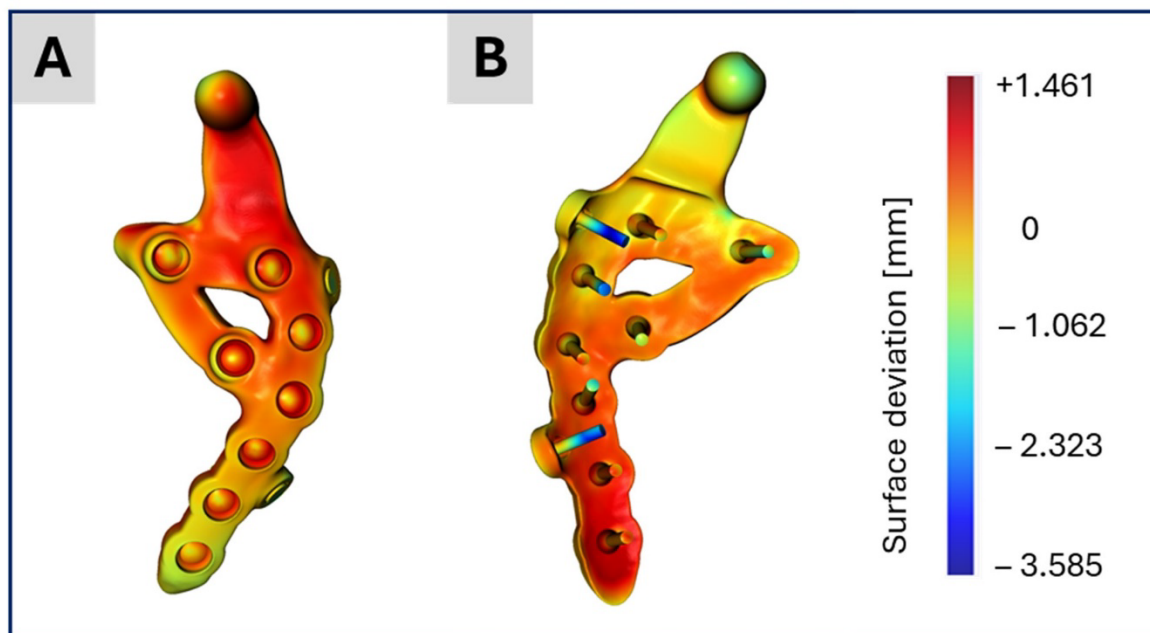 A
B
+1.461
0
– 1.062
– 2.323
– 3.585
Surface deviation [mm]